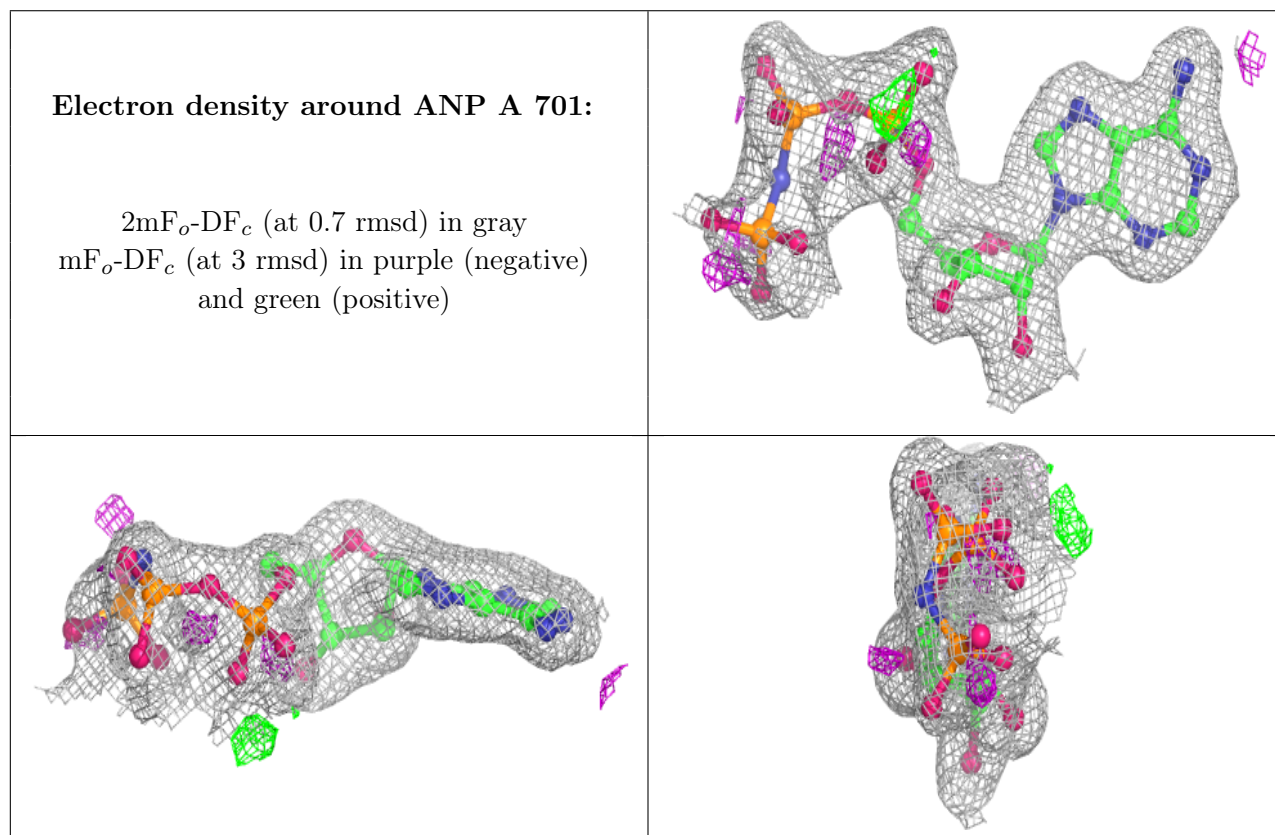 Electron density around ANP A 701:
2mFₒ-DF𝒸 (at 0.7 rmsd) in gray
mFₒ-DF𝒸 (at 3 rmsd) in purple (negative)
and green (positive)